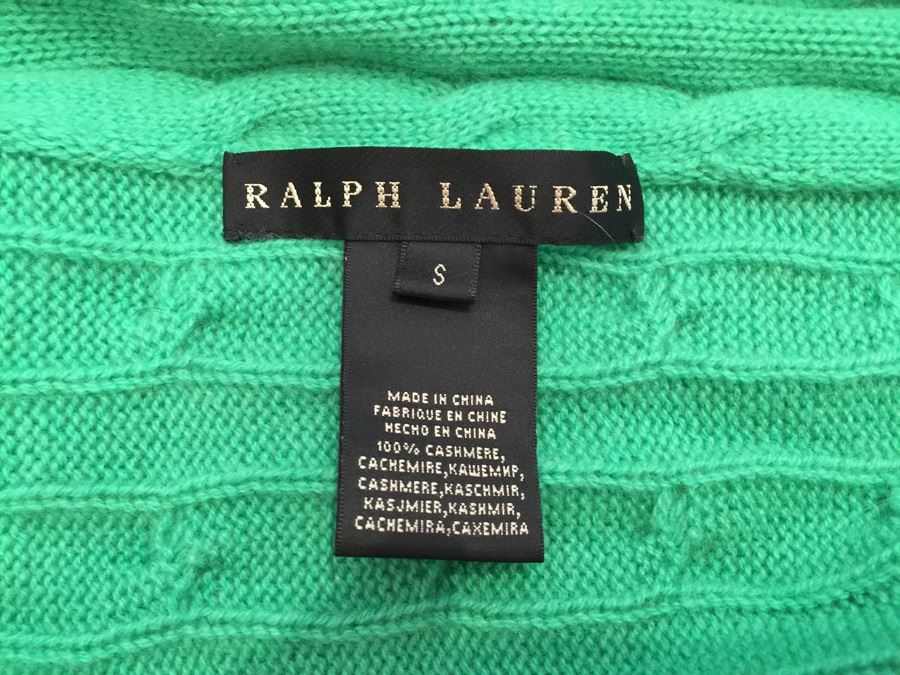 RALPH LAUREN
S
MADE IN CHINA
FABRIQUE EN CHINE
HECHO EN CHINA
100% CASHMERE,
CACHEMIRE,КАШЕМИР,
CASHMERE,KASCHMIR,
KASJMIER,KASHMIR,
CACHEMIRA,CAXEMIRA